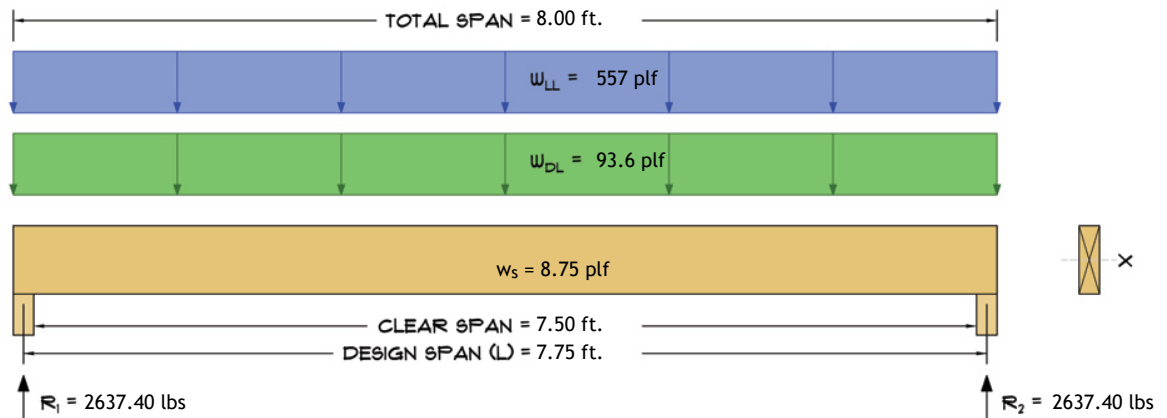 TOTAL SPAN = 8.00 ft.
WLL = 557 plf
WDL = 93.6 plf
ws = 8.75 plf
X
CLEAR SPAN = 7.50 ft.
DESIGN SPAN (L) = 7.75 ft.
R1 = 2637.40 lbs
R2 = 2637.40 lbs